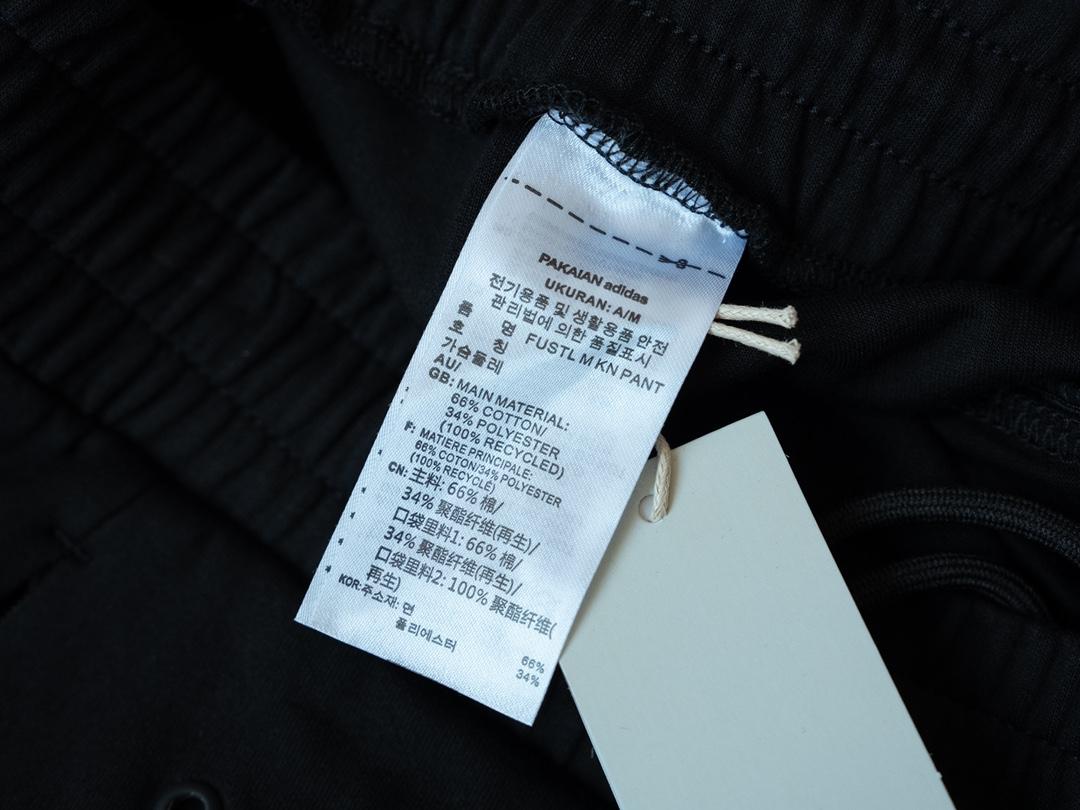 PAKAIAN adidas
UKURAN: A/M
전기용품 및 생활용품 안전
관리법에 의한 품질표시
품 명 FUSTL M KN PANT
호 칭
가슴둘레
AU/
GB: MAIN MATERIAL:
66% COTTON/
34% POLYESTER
(100% RECYCLED)
F: MATIERE PRINCIPALE:
66% COTON/34% POLYESTER
(100% RECYCLÉ)
CN: 主料: 66% 棉/
34% 聚酯纤维(再生)/
口袋里料1: 66% 棉/
34% 聚酯纤维(再生)/
口袋里料2: 100% 聚酯纤维(
再生)
KOR:주소재: 면 66%
폴리에스터 34%